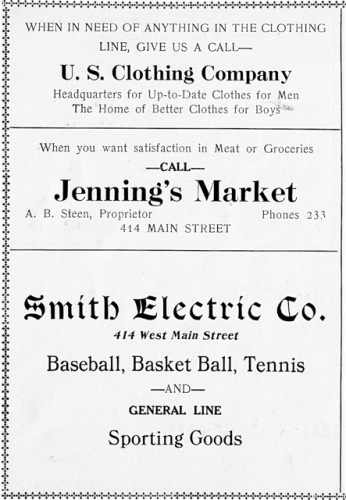 WHEN IN NEED OF ANYTHING IN THE CLOTHING
LINE, GIVE US A CALL—
U. S. Clothing Company
Headquarters for Up-to-Date Clothes for Men
The Home of Better Clothes for Boys
When you want satisfaction in Meat or Groceries
—CALL—
Jenning's Market
A. B. Steen, Proprietor Phones 233
414 MAIN STREET
Smith Electric Co.
414 West Main Street
Baseball, Basket Ball, Tennis
—AND—
GENERAL LINE
Sporting Goods